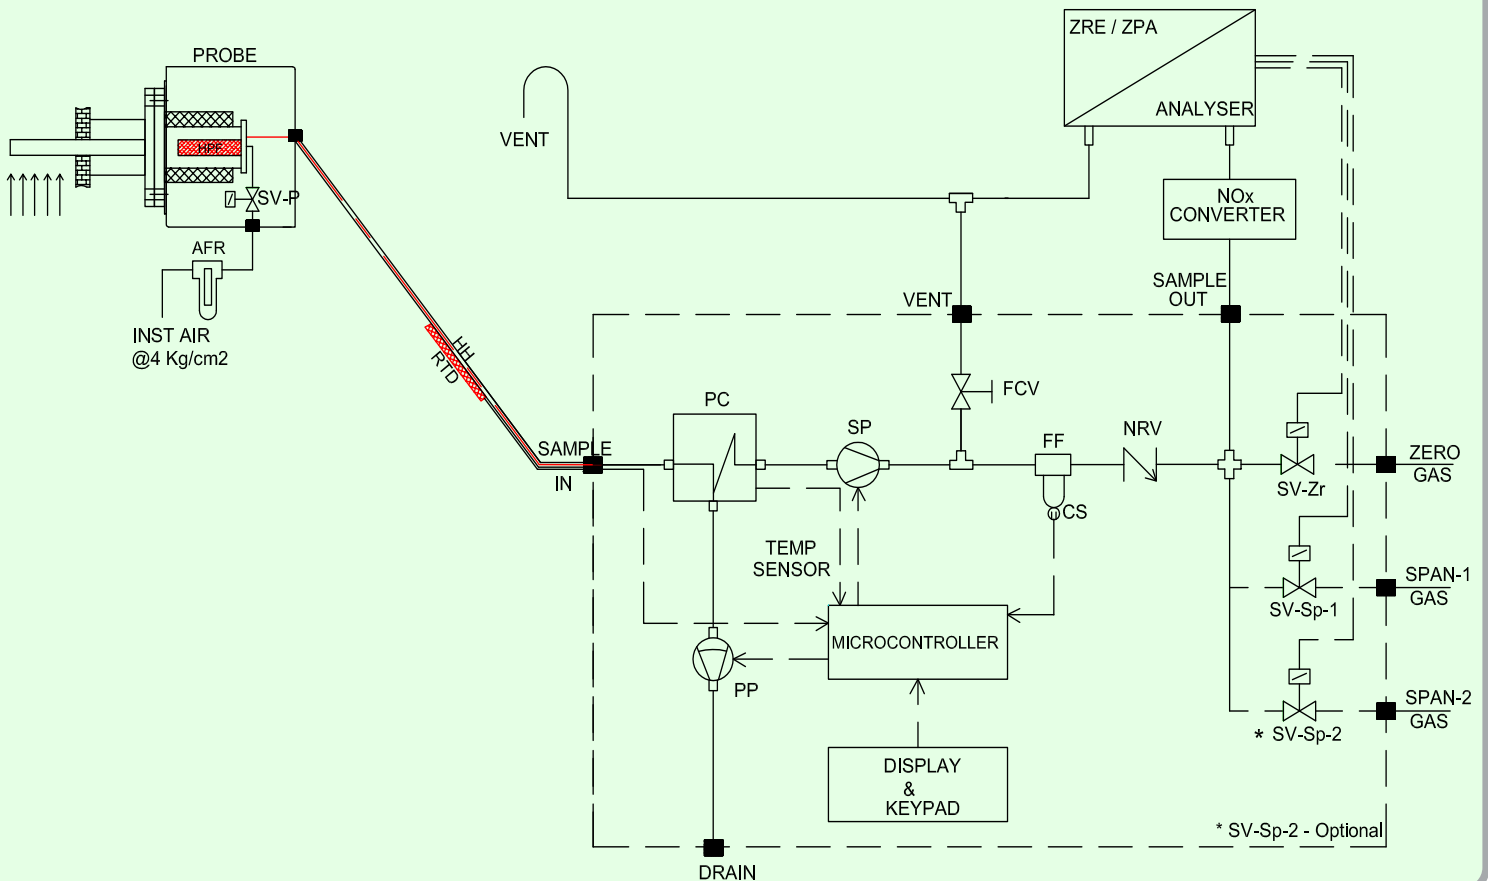 ZRE / ZPA
ANALYSER
PROBE
VENT
HPF
SV-P
NOx
CONVERTER
AFR
INST AIR
@4 Kg/cm2
VENT
SAMPLE
OUT
HH
RTD
FCV
PC
SP
FF
NRV
SAMPLE
IN
ZERO
GAS
SV-Zr
CS
TEMP
SENSOR
SPAN-1
GAS
SV-Sp-1
MICROCONTROLLER
PP
SPAN-2
GAS
* SV-Sp-2
DISPLAY
&
KEYPAD
* SV-Sp-2 - Optional
DRAIN